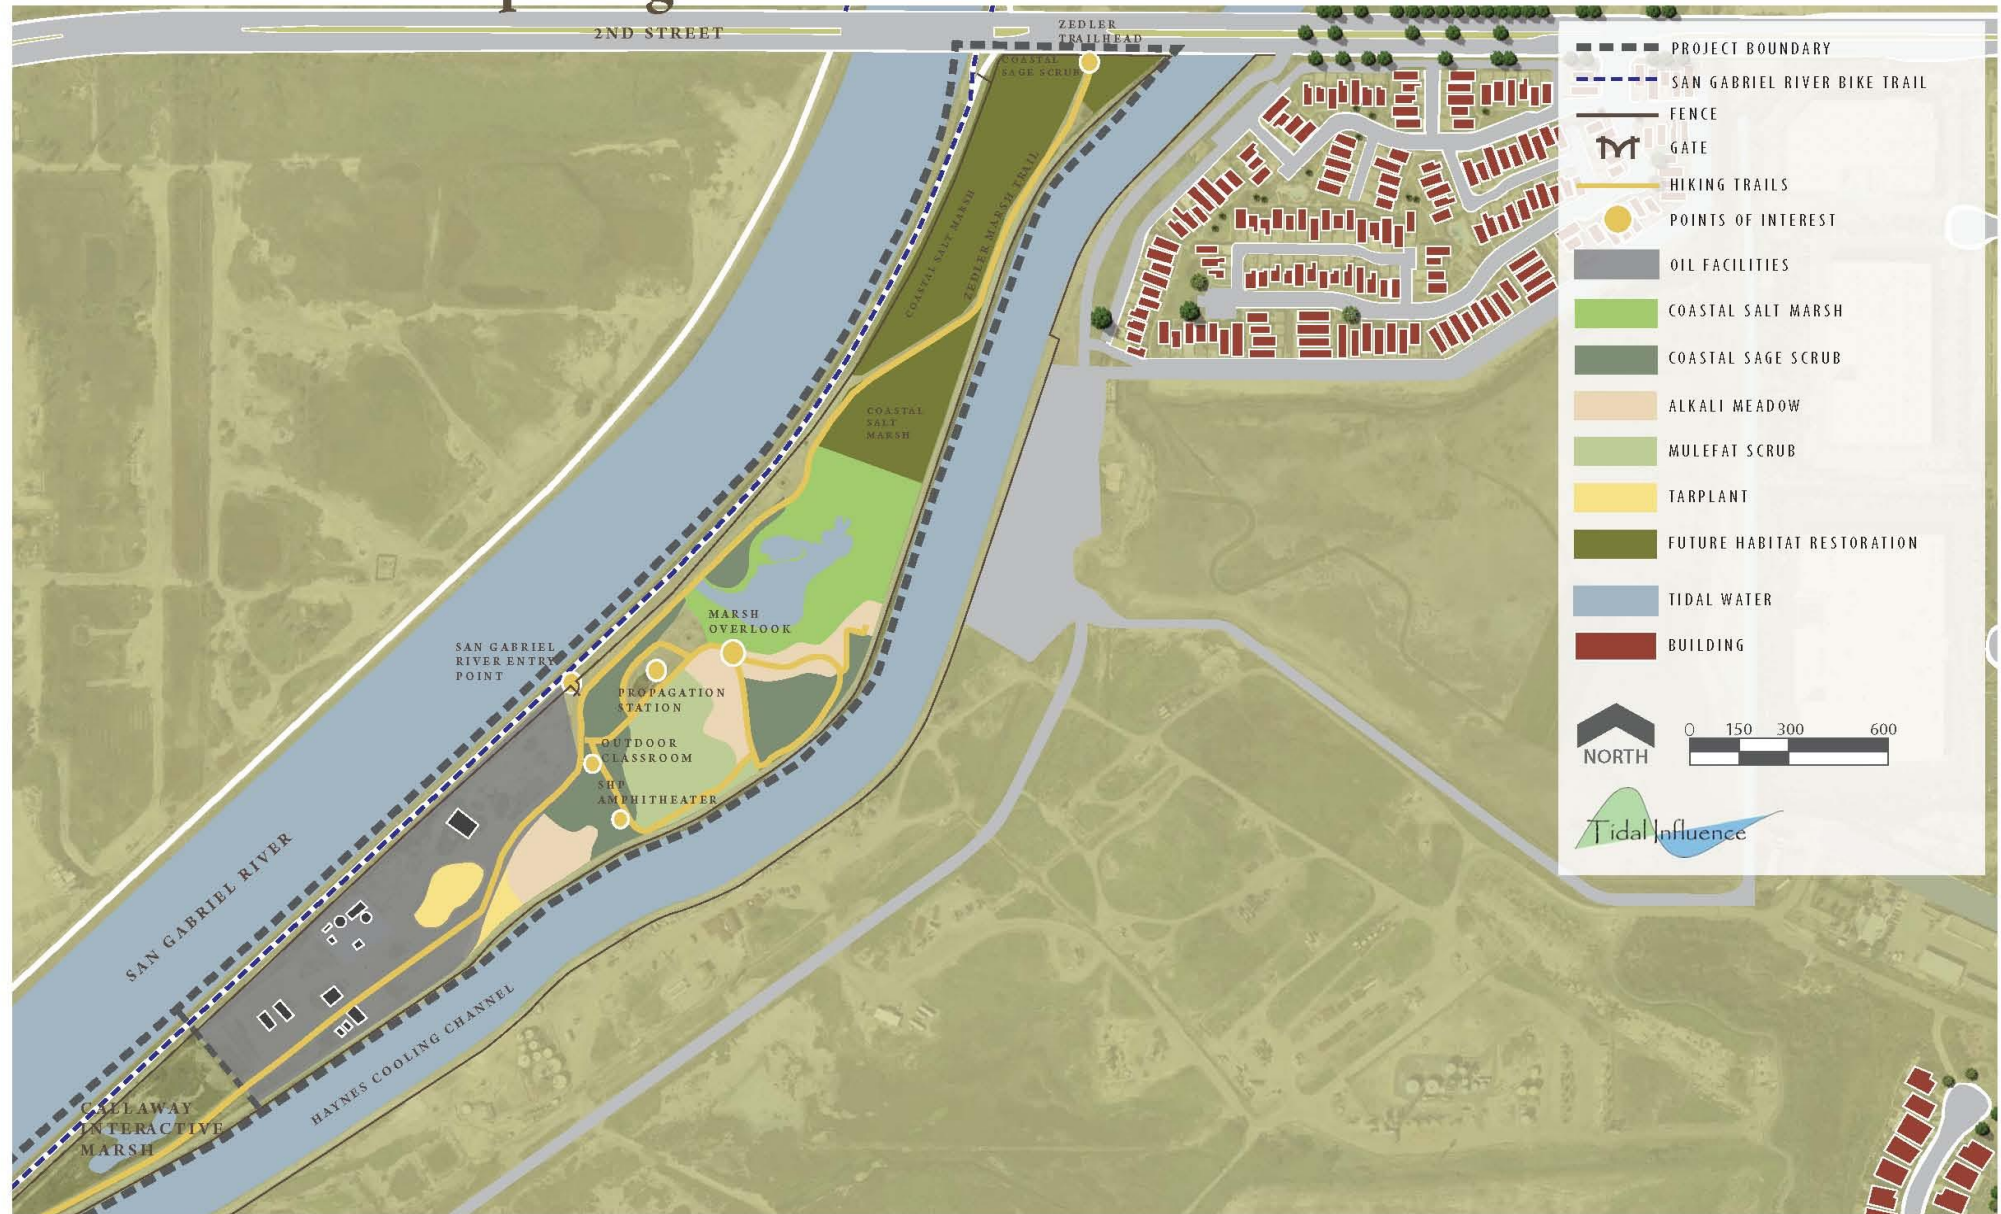 2ND STREET
ZEDLER
TRAILHEAD
COASTAL
SAGE SCRUB
COASTAL SALT MARSH
ZEDLER MARSH TRAIL
COASTAL
SALT
MARSH
MARSH
OVERLOOK
SAN GABRIEL
RIVER ENTRY
POINT
PROPAGATION
STATION
OUTDOOR
CLASSROOM
SHP
AMPHITHEATER
SAN GABRIEL RIVER
HAYNES COOLING CHANNEL
CALLAWAY
INTERACTIVE
MARSH
PROJECT BOUNDARY
SAN GABRIEL RIVER BIKE TRAIL
FENCE
GATE
HIKING TRAILS
POINTS OF INTEREST
OIL FACILITIES
COASTAL SALT MARSH
COASTAL SAGE SCRUB
ALKALI MEADOW
MULEFAT SCRUB
TARPLANT
FUTURE HABITAT RESTORATION
TIDAL WATER
BUILDING
NORTH
0 150 300 600
Tidal Influence